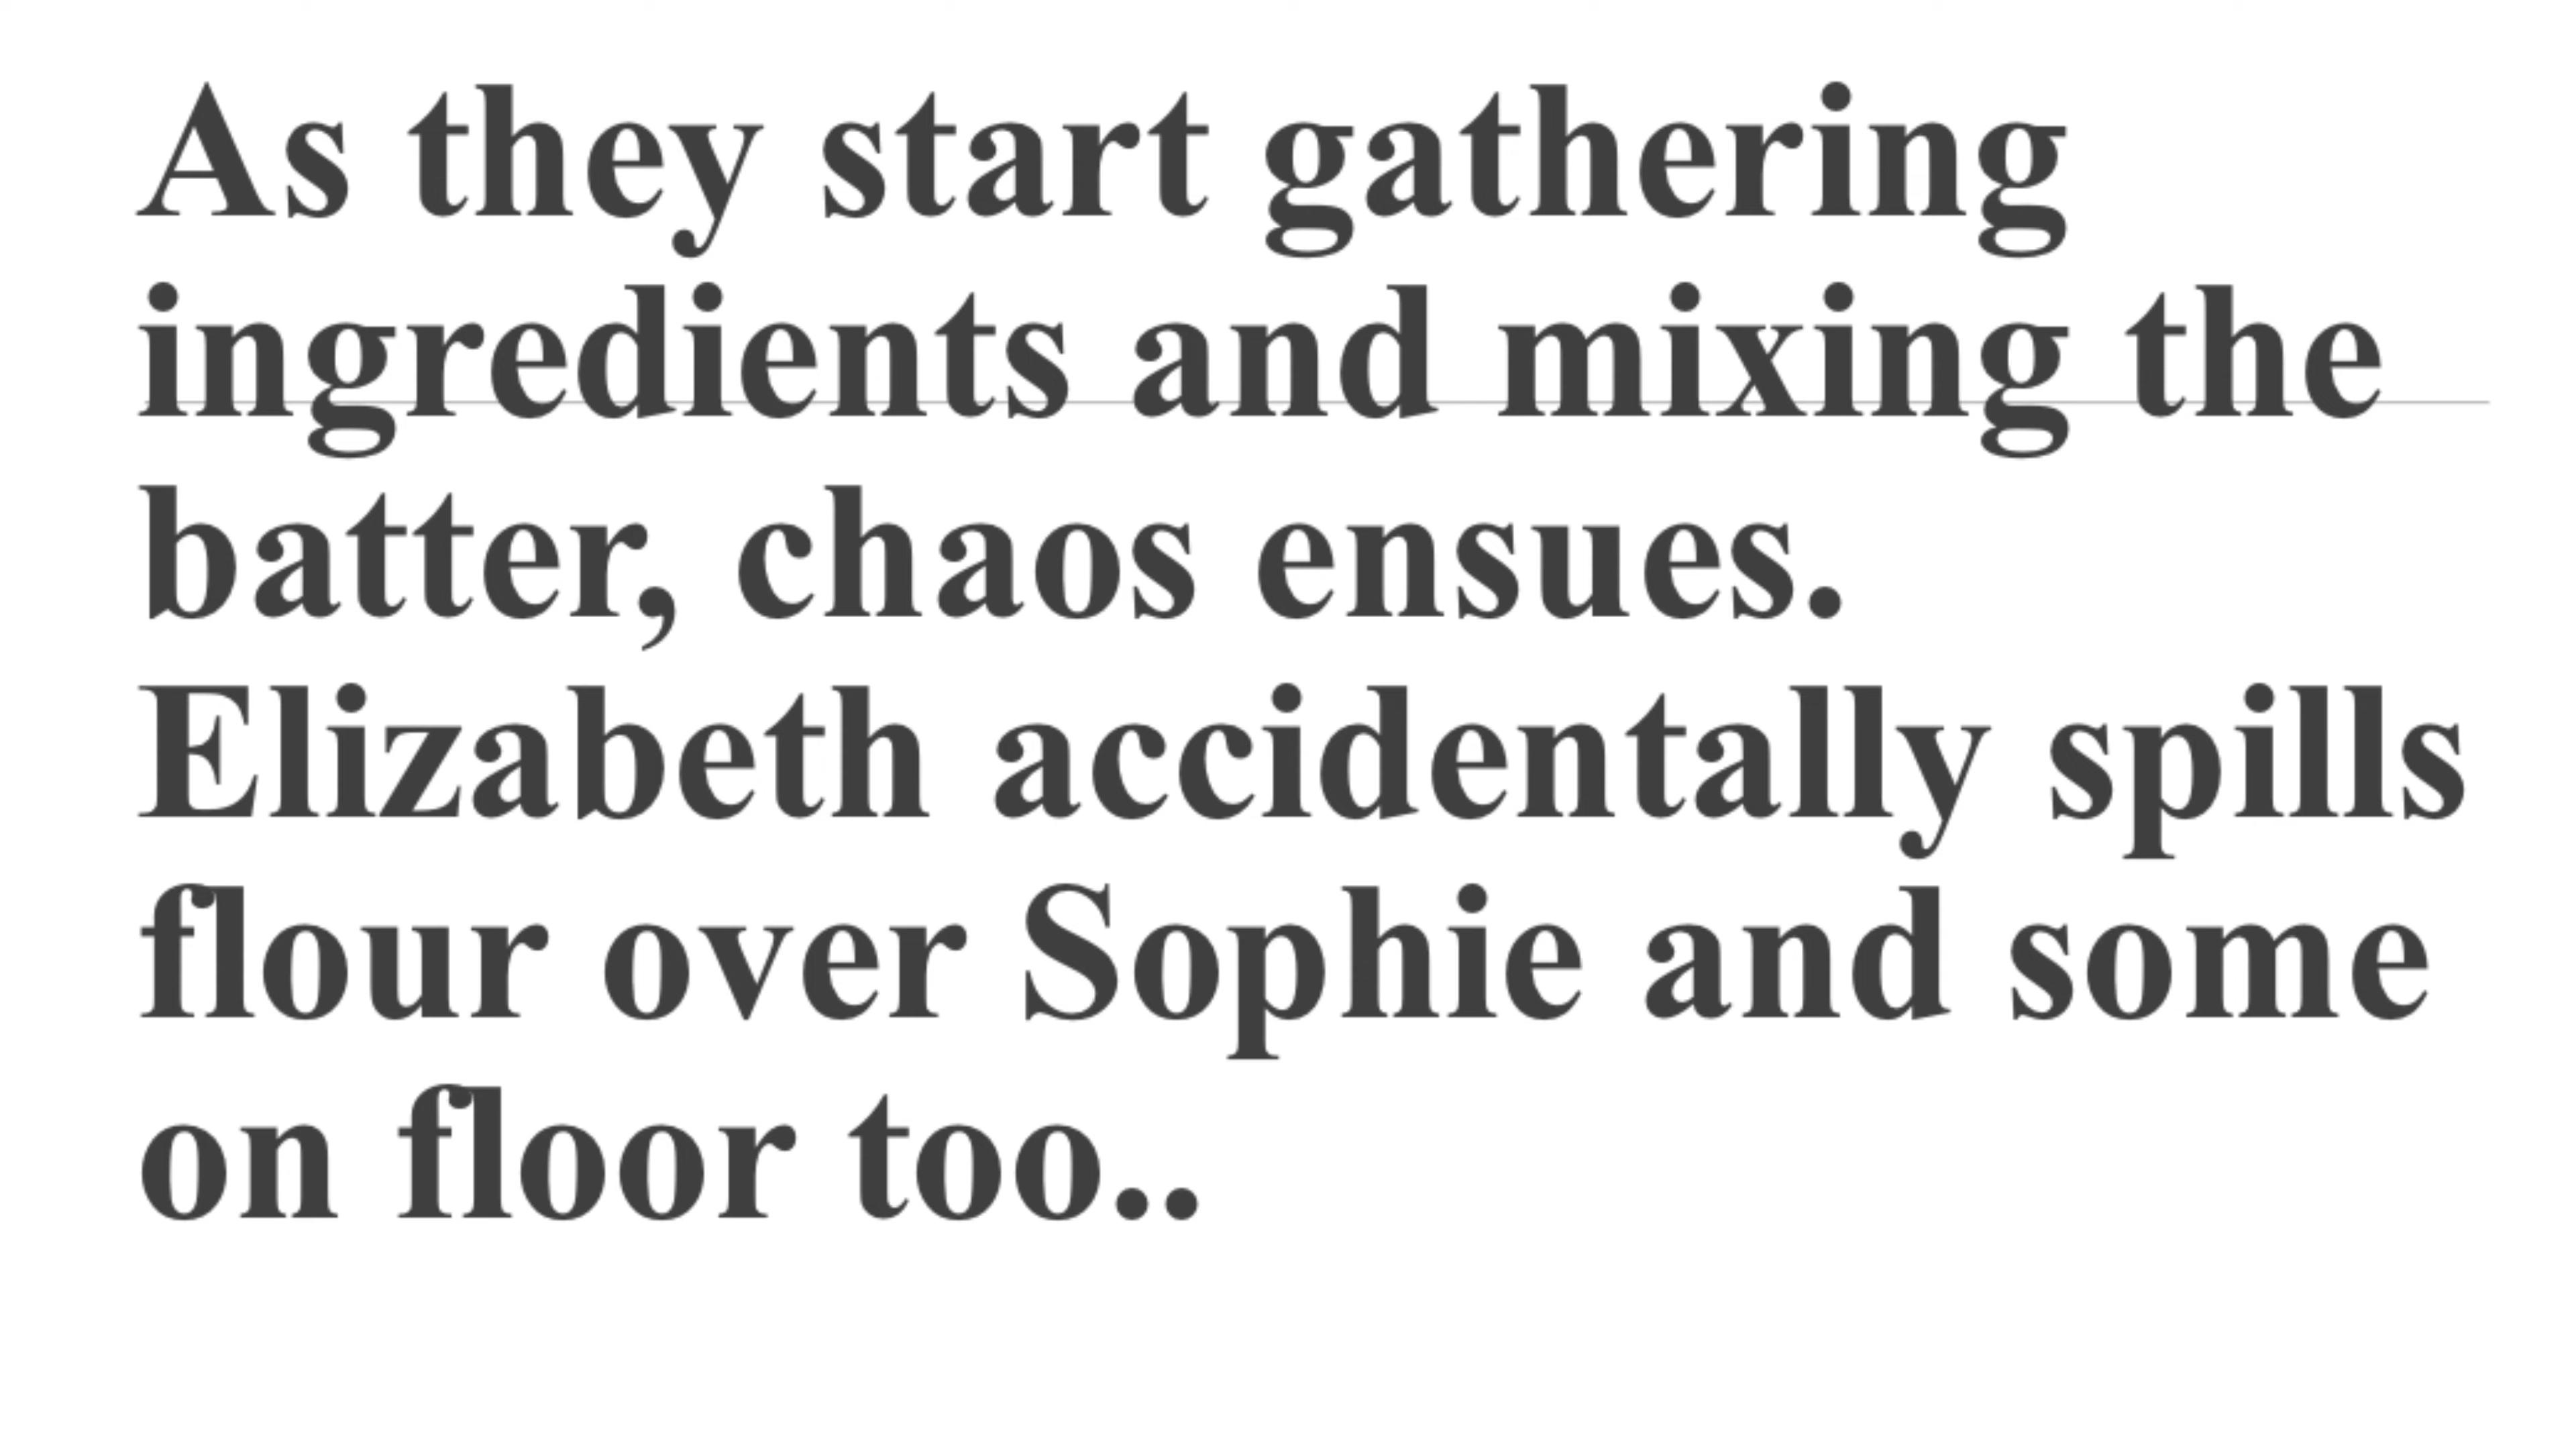 As they start gathering
ingredients and mixing the
batter, chaos ensues.
Elizabeth accidentally spills
flour over Sophie and some
on floor too..